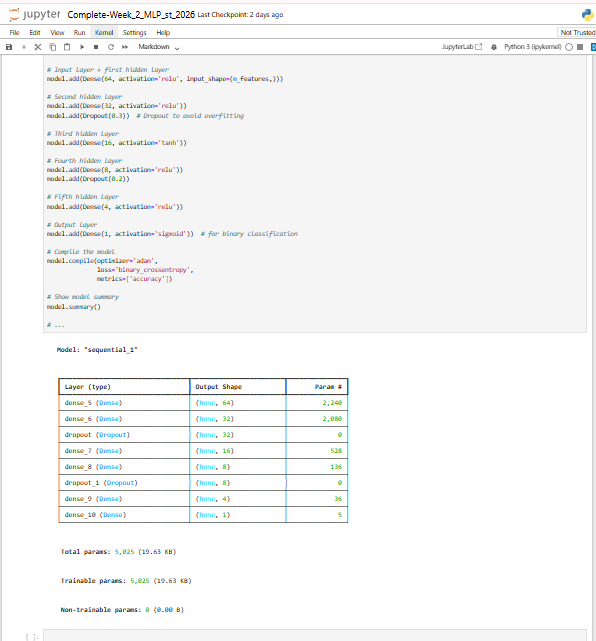 jupyter Complete-Week_2_MLP_st_2026 Last Checkpoint: 2 days ago
File Edit View Run Kernel Settings Help
Not Trusted
Markdown
JupyterLab
Python 3 (ipykernel)
# Input Layer + first hidden Layer
model.add(Dense(64, activation='relu', input_shape=(n_features,)))
# Second hidden Layer
model.add(Dense(32, activation='relu'))
model.add(Dropout(0.3)) # Dropout to avoid overfitting
# Third hidden Layer
model.add(Dense(16, activation='tanh'))
# Fourth hidden Layer
model.add(Dense(8, activation='relu'))
model.add(Dropout(0.2))
# Fifth hidden Layer
model.add(Dense(4, activation='relu'))
# Output Layer
model.add(Dense(1, activation='sigmoid')) # for binary classification
# Compile the model
model.compile(optimizer='adam',
loss='binary_crossentropy',
metrics=['accuracy'])
# Show model summary
model.summary()
# ...
Model: "sequential_1"
Layer (type) Output Shape Param #
dense_5 (Dense) (None, 64) 2,240
dense_6 (Dense) (None, 32) 2,080
dropout (Dropout) (None, 32) 0
dense_7 (Dense) (None, 16) 528
dense_8 (Dense) (None, 8) 136
dropout_1 (Dropout) (None, 8) 0
dense_9 (Dense) (None, 4) 36
dense_10 (Dense) (None, 1) 5
Total params: 5,025 (19.63 KB)
Trainable params: 5,025 (19.63 KB)
Non-trainable params: 0 (0.00 B)
[ ]: